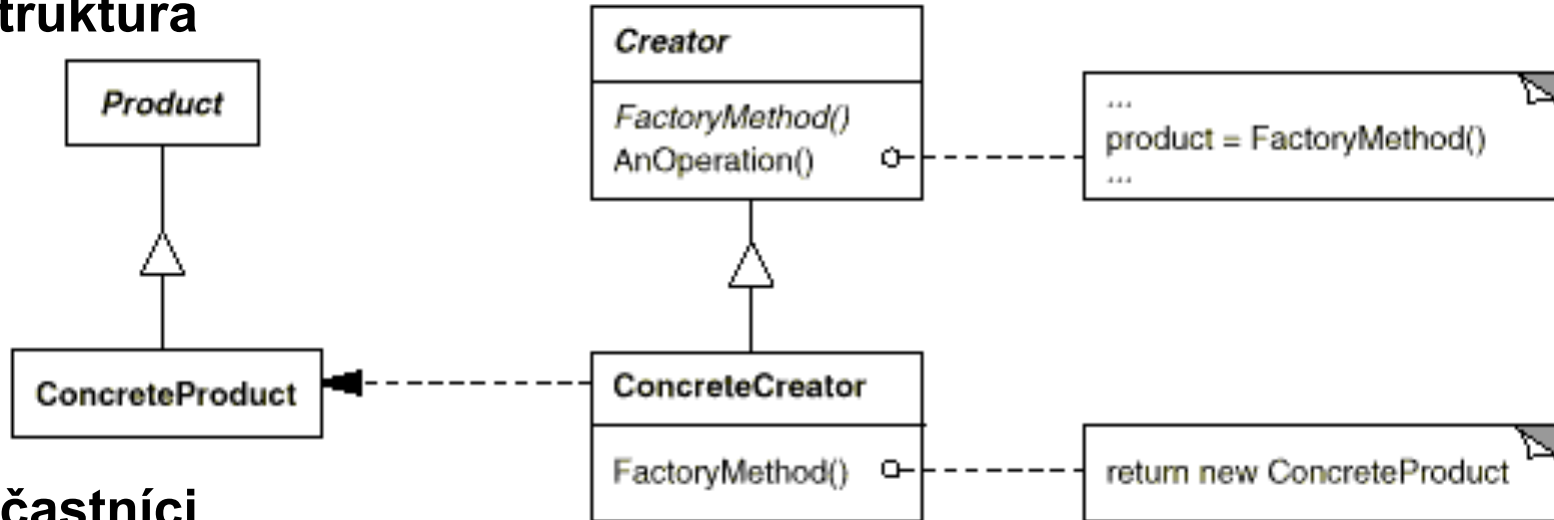 truktura
Product
Creator
FactoryMethod()
AnOperation()
...
product = FactoryMethod()
...
ConcreteProduct
ConcreteCreator
FactoryMethod()
return new ConcreteProduct
častníci